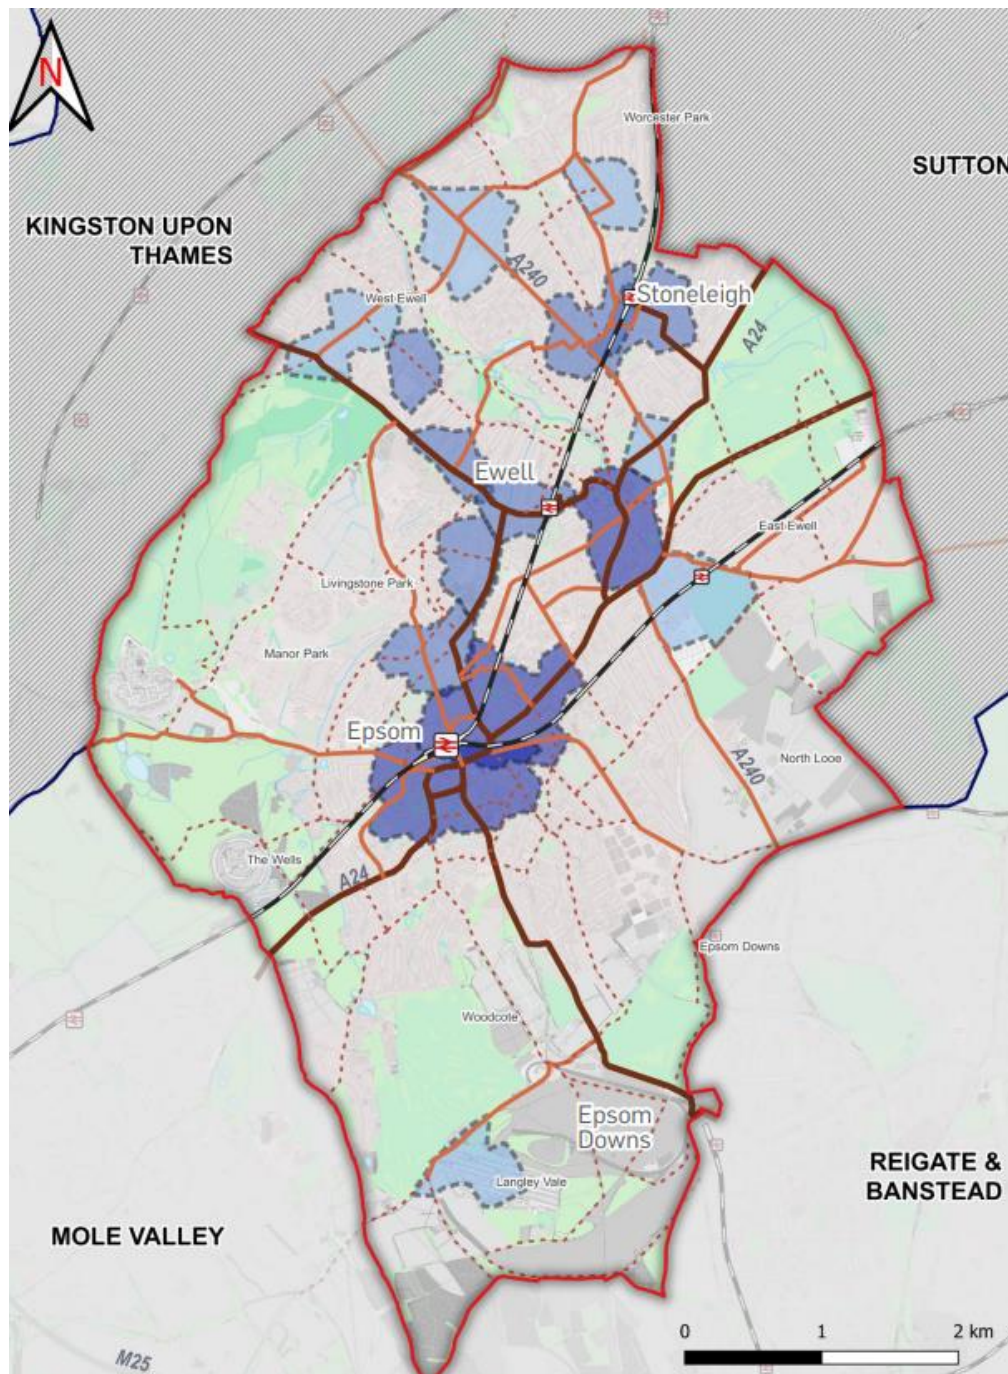 N
Worcester Park
SUTTON
KINGSTON UPON
THAMES
A240
West Ewell
Stoneleigh
A24
Ewell
East Ewell
Livingstone Park
Manor Park
Epsom
North Looe
A240
The Wells
A24
Epsom Downs
Woodcote
Epsom
Downs
REIGATE &
BANSTEAD
Langley Vale
MOLE VALLEY
0 1 2 km
M25